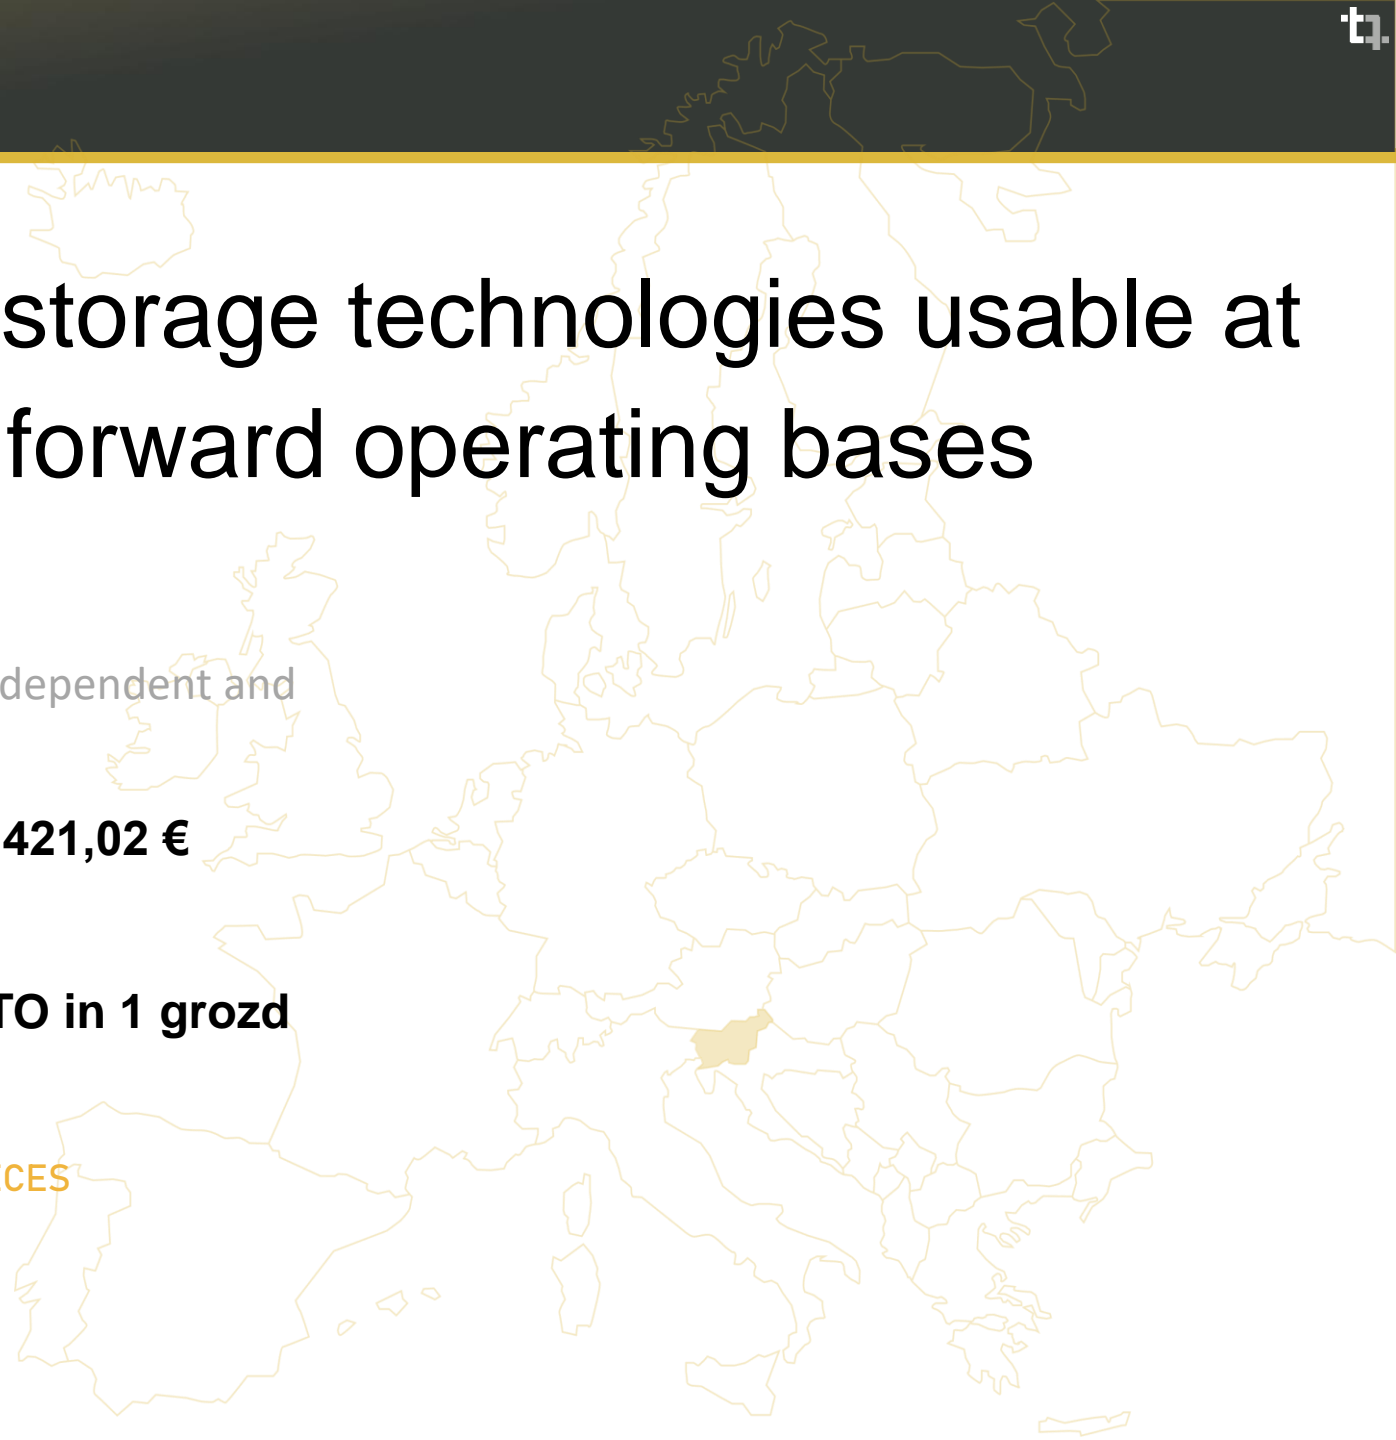 storage technologies usable at
forward operating bases
dependent and
421,02 €
TO in 1 grozd
CES